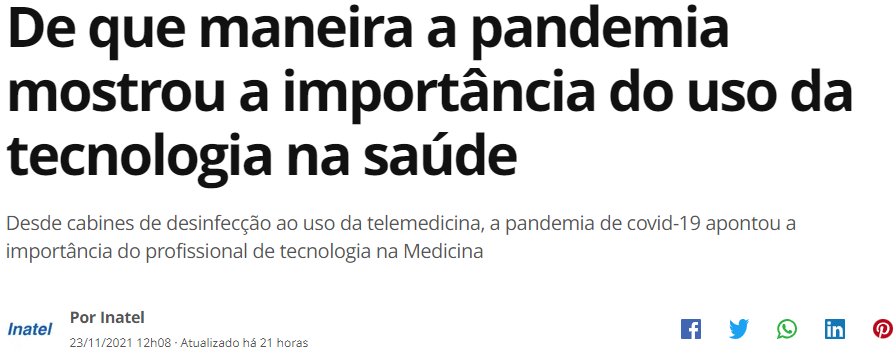 De que maneira a pandemia
mostrou a importância do uso da
tecnologia na saúde
Desde cabines de desinfecção ao uso da telemedicina, a pandemia de covid-19 apontou a
importância do profissional de tecnologia na Medicina
Inatel
Por Inatel
23/11/2021 12h08 · Atualizado há 21 horas